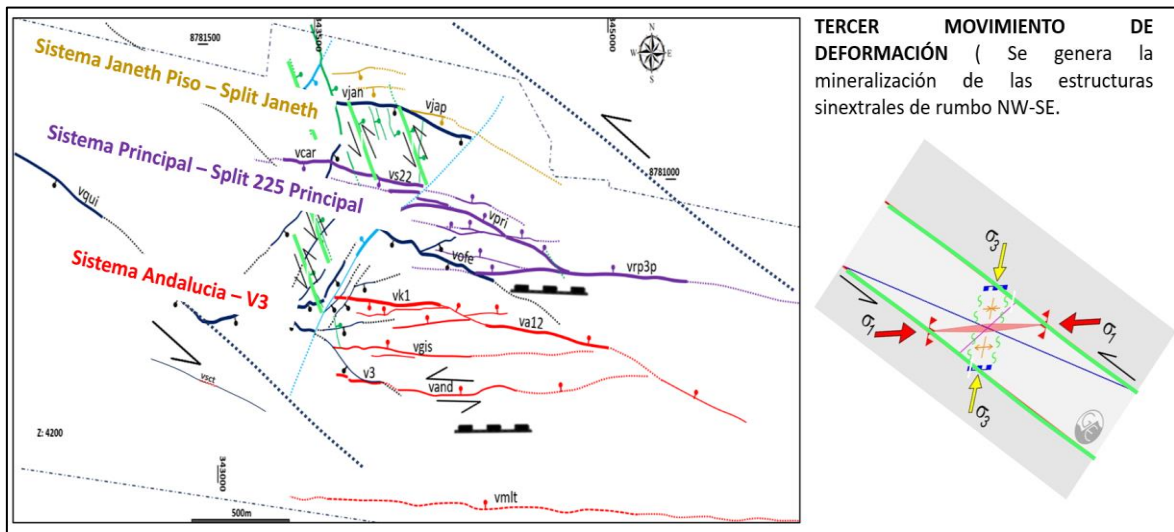 TERCER MOVIMIENTO DE
DEFORMACIÓN ( Se genera la
mineralización de las estructuras
sinextrales de rumbo NW-SE.
8781500
343500
345000
N
W
E
S
Sistema Janeth Piso – Split Janeth
vjan
vjap
Sistema Principal – Split 225 Principal
8781000
vcar
vs22
vqui
vpri
vofe
vrp3p
Sistema Andalucia – V3
vk1
va12
vgis
v3
vand
vsct
Z: 4200
343000
500m
vmlt
σ3
σ1
σ1
σ3